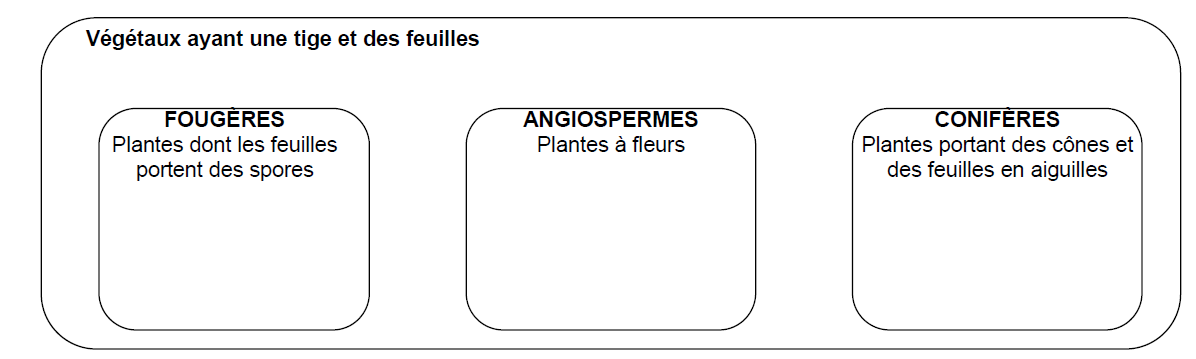 Végétaux ayant une tige et des feuilles
FOUGÈRES
Plantes dont les feuilles
portent des spores
ANGIOSPERMES
Plantes à fleurs
CONIFÈRES
Plantes portant des cônes et
des feuilles en aiguilles